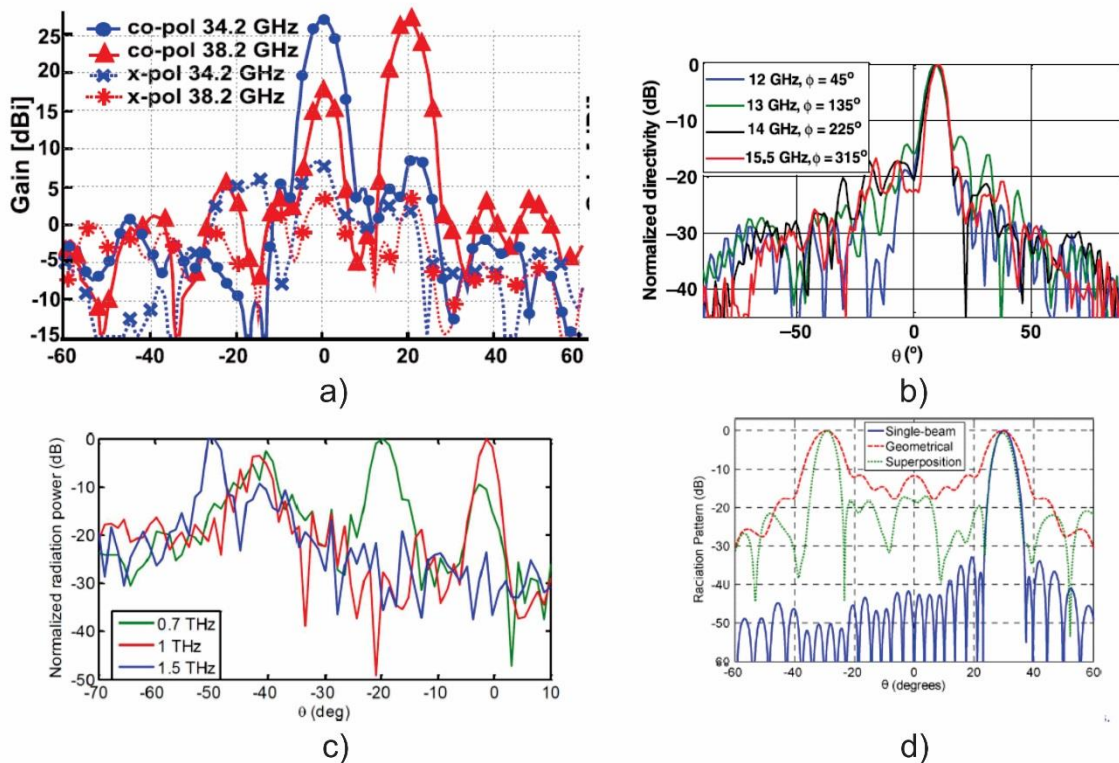 co-pol 34.2 GHz
co-pol 38.2 GHz
x-pol 34.2 GHz
x-pol 38.2 GHz
Gain [dBi]
25
20
15
10
5
0
-5
-10
-15
-60
-40
-20
0
20
40
60
a)
Normalized directivity (dB)
12 GHz, ϕ = 45º
13 GHz, ϕ = 135º
14 GHz, ϕ = 225º
15.5 GHz, ϕ = 315º
0
–10
–20
–30
–40
–50
0
50
θ (º)
b)
Normalized radiation power (dB)
0
-10
-20
-30
-40
-50
0.7 THz
1 THz
1.5 THz
-70
-60
-50
-40
-30
-20
-10
0
10
θ (deg)
c)
Raciation Pattern (dB)
Single-beam
Geometrical
Superposition
0
-10
-20
-30
-40
-50
60
-60
-40
-20
0
20
40
60
θ (degrees)
d)